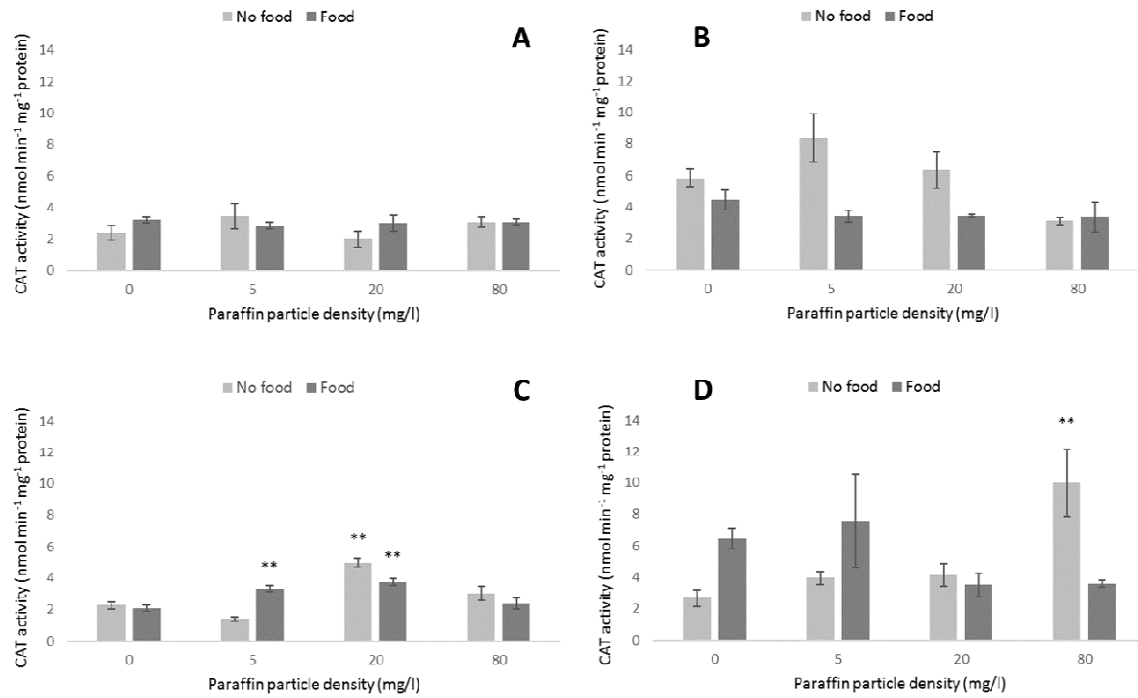 No food Food
A
CAT activity (nmol min⁻¹ mg⁻¹ protein)
14
12
10
8
6
4
2
0
0 5 20 80
Paraffin particle density (mg/l)
No food Food
B
CAT activity (nmol min⁻¹ mg⁻¹ protein)
14
12
10
8
6
4
2
0
0 5 20 80
Paraffin particle density (mg/l)
No food Food
C
CAT activity (nmol min⁻¹ mg⁻¹ protein)
14
12
10
8
6
4
2
0
**
**
**
0 5 20 80
Paraffin particle density (mg/l)
No food Food
D
CAT activity (nmol min⁻¹ mg⁻¹ protein)
14
12
10
8
6
4
2
0
**
0 5 20 80
Paraffin particle density (mg/l)